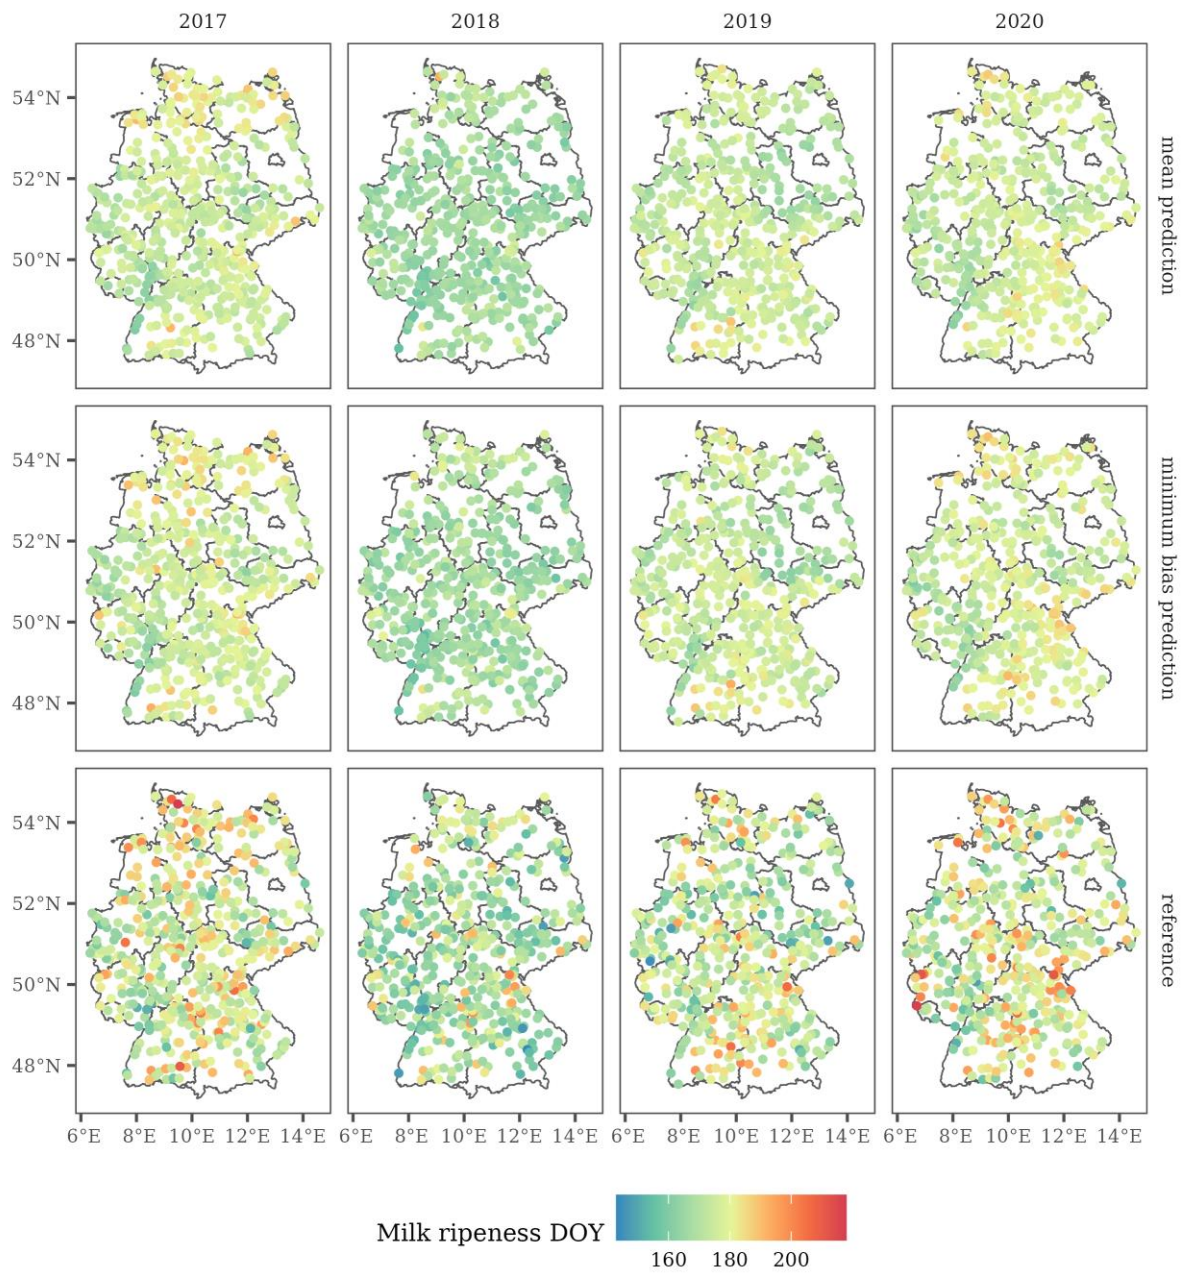 2017 2018 2019 2020
54°N
52°N
50°N
48°N
mean prediction
54°N
52°N
50°N
48°N
minimum bias prediction
54°N
52°N
50°N
48°N
reference
6°E 8°E 10°E 12°E 14°E 6°E 8°E 10°E 12°E 14°E 6°E 8°E 10°E 12°E 14°E 6°E 8°E 10°E 12°E 14°E
Milk ripeness DOY
160 180 200